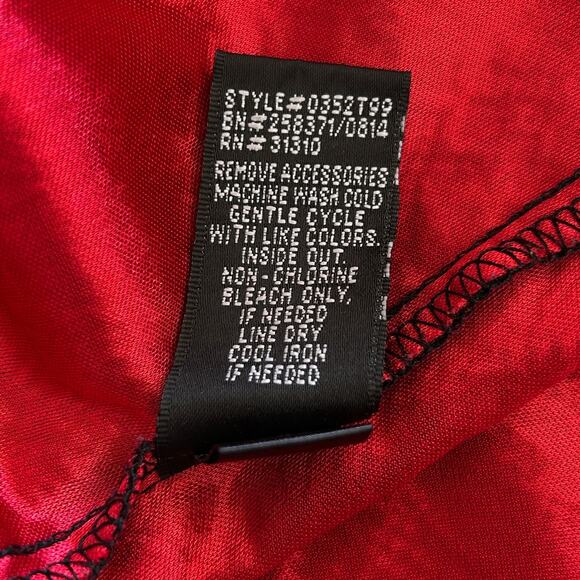 STYLE# 0352T99
BN# 258371/0814
RN# 31310
REMOVE ACCESSORIES
MACHINE WASH COLD
GENTLE CYCLE
WITH LIKE COLORS.
INSIDE OUT.
NON-CHLORINE
BLEACH ONLY,
IF NEEDED
LINE DRY
COOL IRON
IF NEEDED